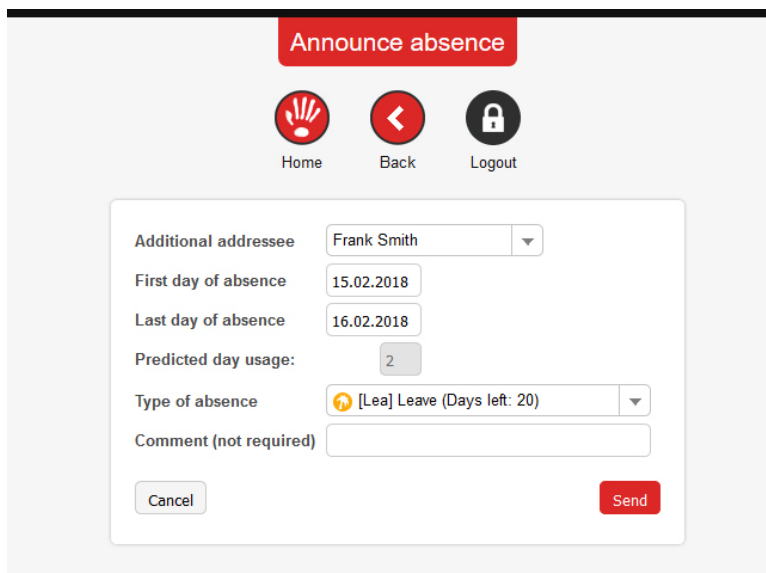 Announce absence
Home Back Logout
Additional addressee Frank Smith
First day of absence 15.02.2018
Last day of absence 16.02.2018
Predicted day usage: 2
Type of absence [Lea] Leave (Days left: 20)
Comment (not required)
Cancel Send